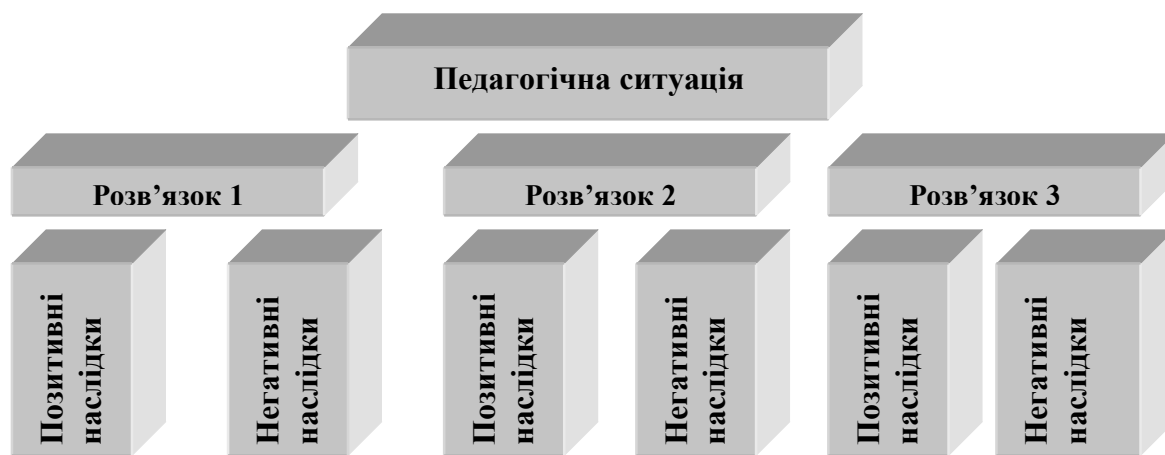 Педагогічна ситуація
Розв’язок 1
Розв’язок 2
Розв’язок 3
Позитивні
наслідки
Негативні
наслідки
Позитивні
наслідки
Негативні
наслідки
Позитивні
наслідки
Негативні
наслідки